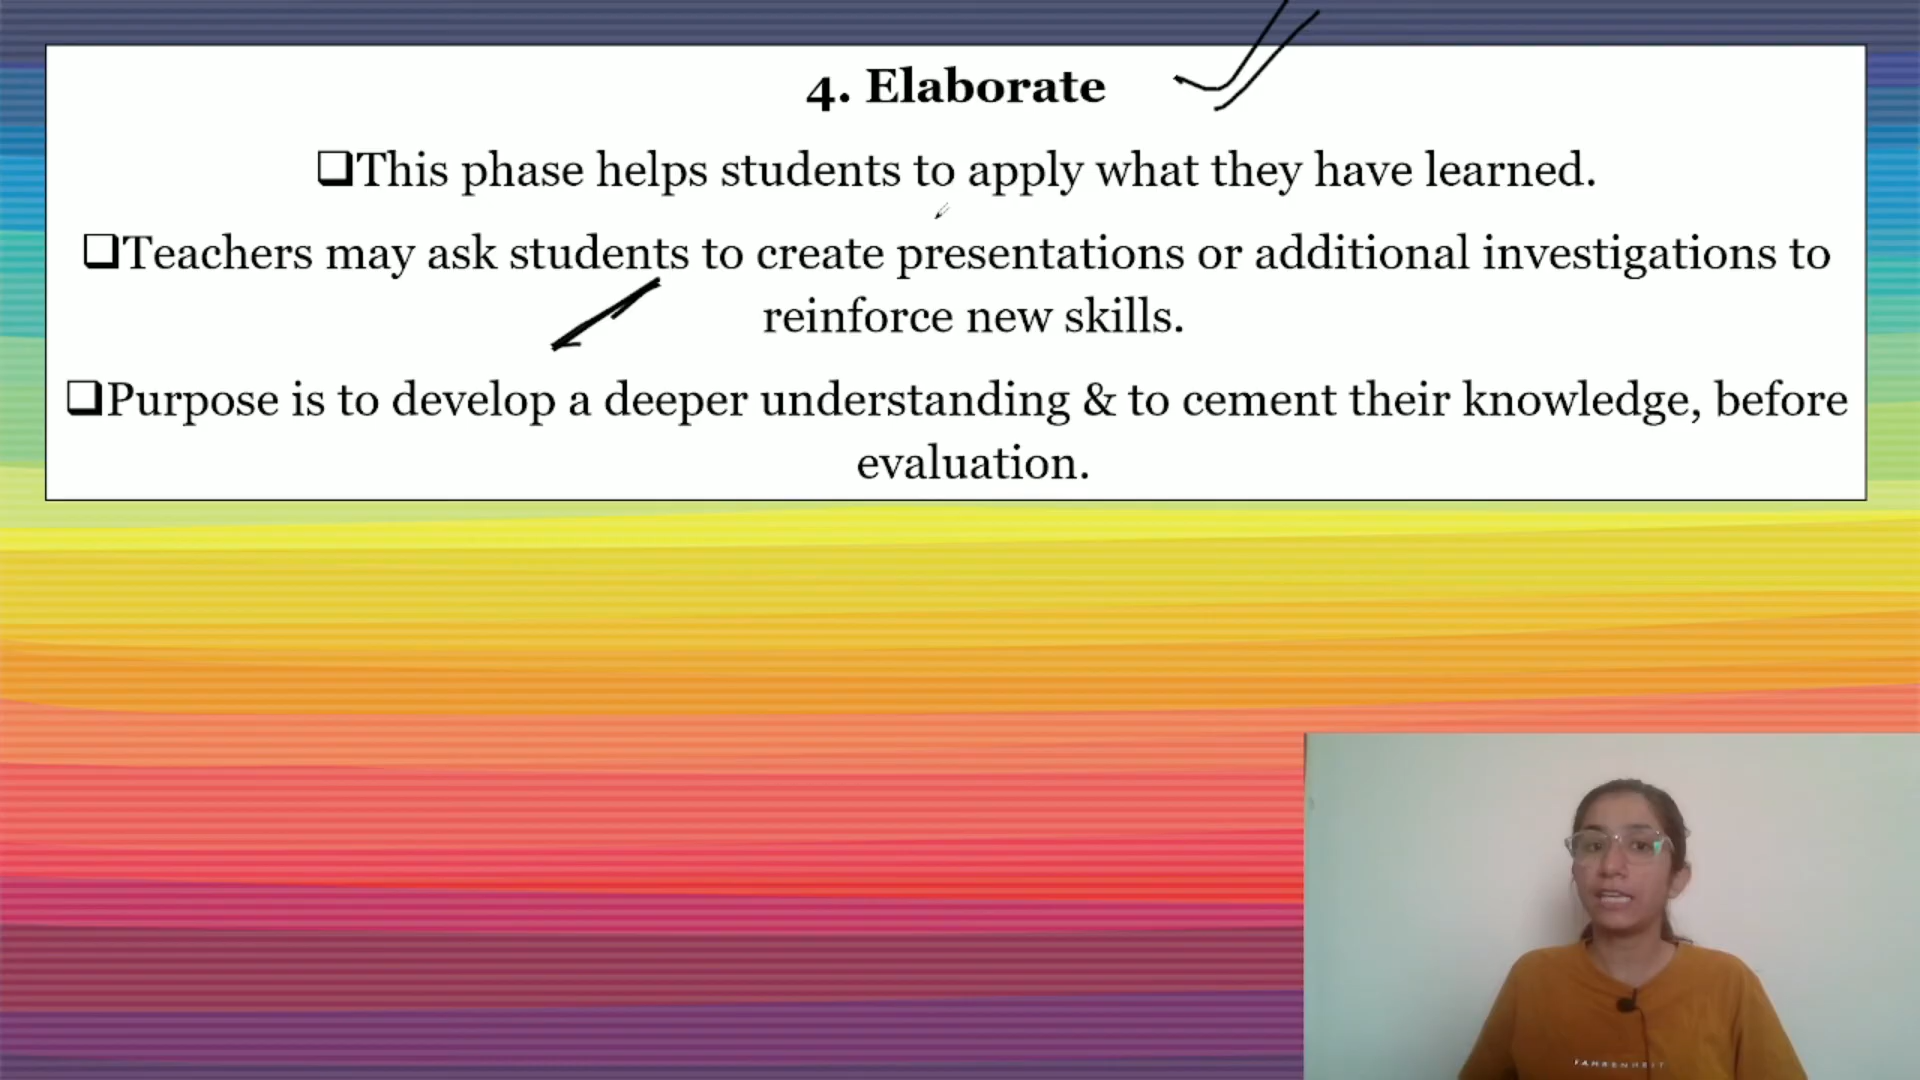 4. Elaborate
❑This phase helps students to apply what they have learned.
❑Teachers may ask students to create presentations or additional investigations to
reinforce new skills.
❑Purpose is to develop a deeper understanding & to cement their knowledge, before
evaluation.
FAHRENHEIT